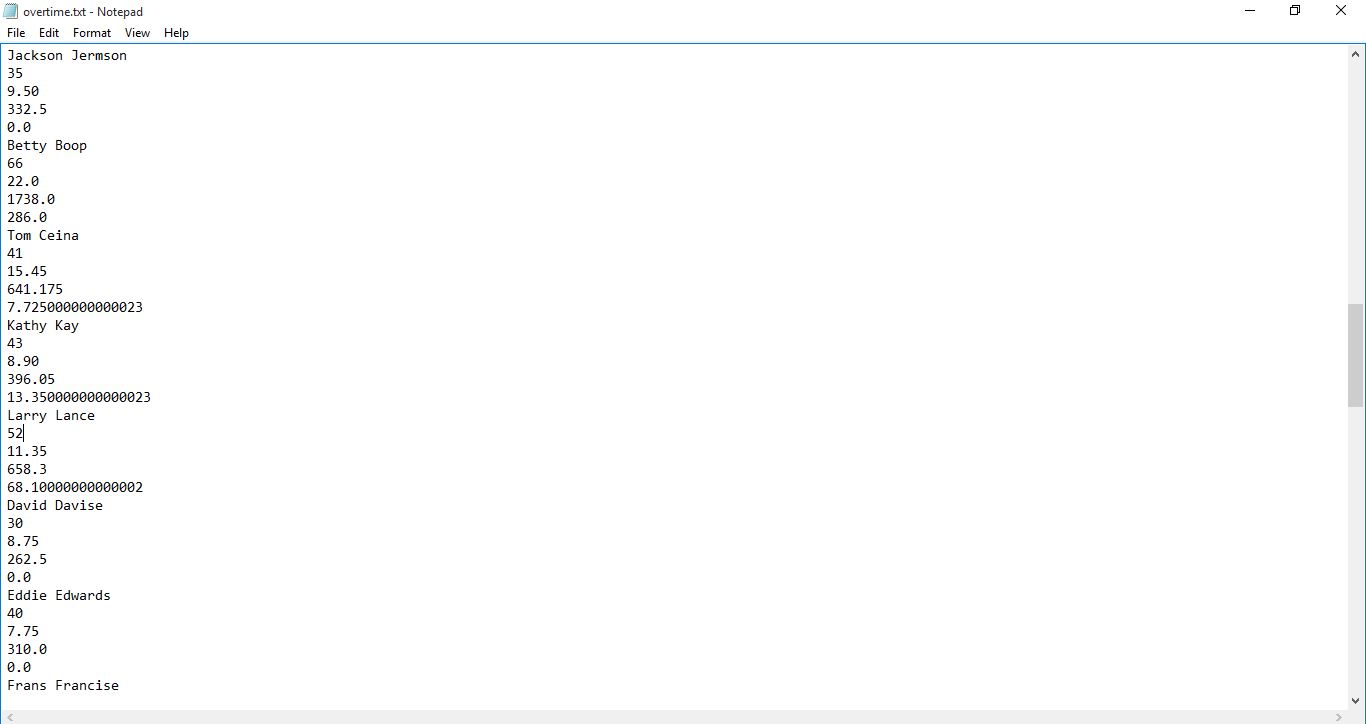 overtime.txt - Notepad
File Edit Format View Help
Jackson Jermson
35
9.50
332.5
0.0
Betty Boop
66
22.0
1738.0
286.0
Tom Ceina
41
15.45
641.175
7.725000000000023
Kathy Kay
43
8.90
396.05
13.350000000000023
Larry Lance
52
11.35
658.3
68.10000000000002
David Davise
30
8.75
262.5
0.0
Eddie Edwards
40
7.75
310.0
0.0
Frans Francise